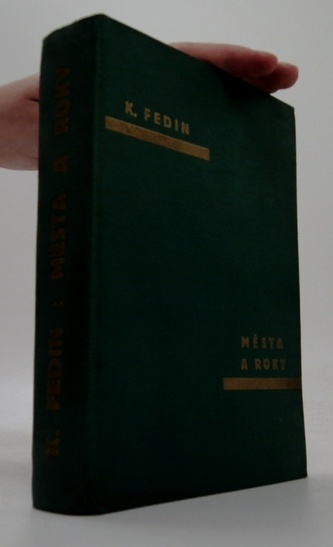 K. FEDIN : MĚSTA A ROKY
K. FEDIN
MĚSTA
A ROKY